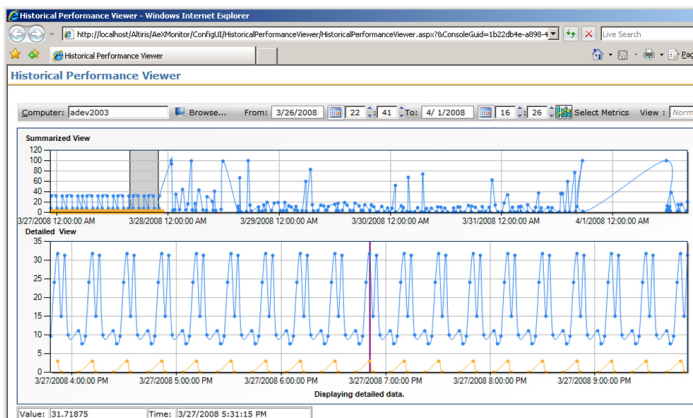 Historical Performance Viewer - Windows Internet Explorer
http://localhost/Altiris/AeXMonitor/ConfigUI/HistoricalPerformanceViewer/HistoricalPerformanceViewer.aspx?&ConsoleGuid=1b22db4e-a898-4
Live Search
Historical Performance Viewer
Historical Performance Viewer
Computer: adev2003 Browse... From: 3/26/2008 22 : 41 To: 4/ 1/2008 16 : 26 Select Metrics View : Norm
Summarized View
120
100
80
60
40
20
0
3/27/2008 12:00:00 AM 3/28/2008 12:00:00 AM 3/29/2008 12:00:00 AM 3/30/2008 12:00:00 AM 3/31/2008 12:00:00 AM 4/1/2008 12:00:00 AM
Detailed View
35
30
25
20
15
10
5
0
3/27/2008 4:00:00 PM 3/27/2008 5:00:00 PM 3/27/2008 6:00:00 PM 3/27/2008 7:00:00 PM 3/27/2008 8:00:00 PM 3/27/2008 9:00:00 PM
Displaying detailed data.
Value: 31.71875 Time: 3/27/2008 5:31:15 PM